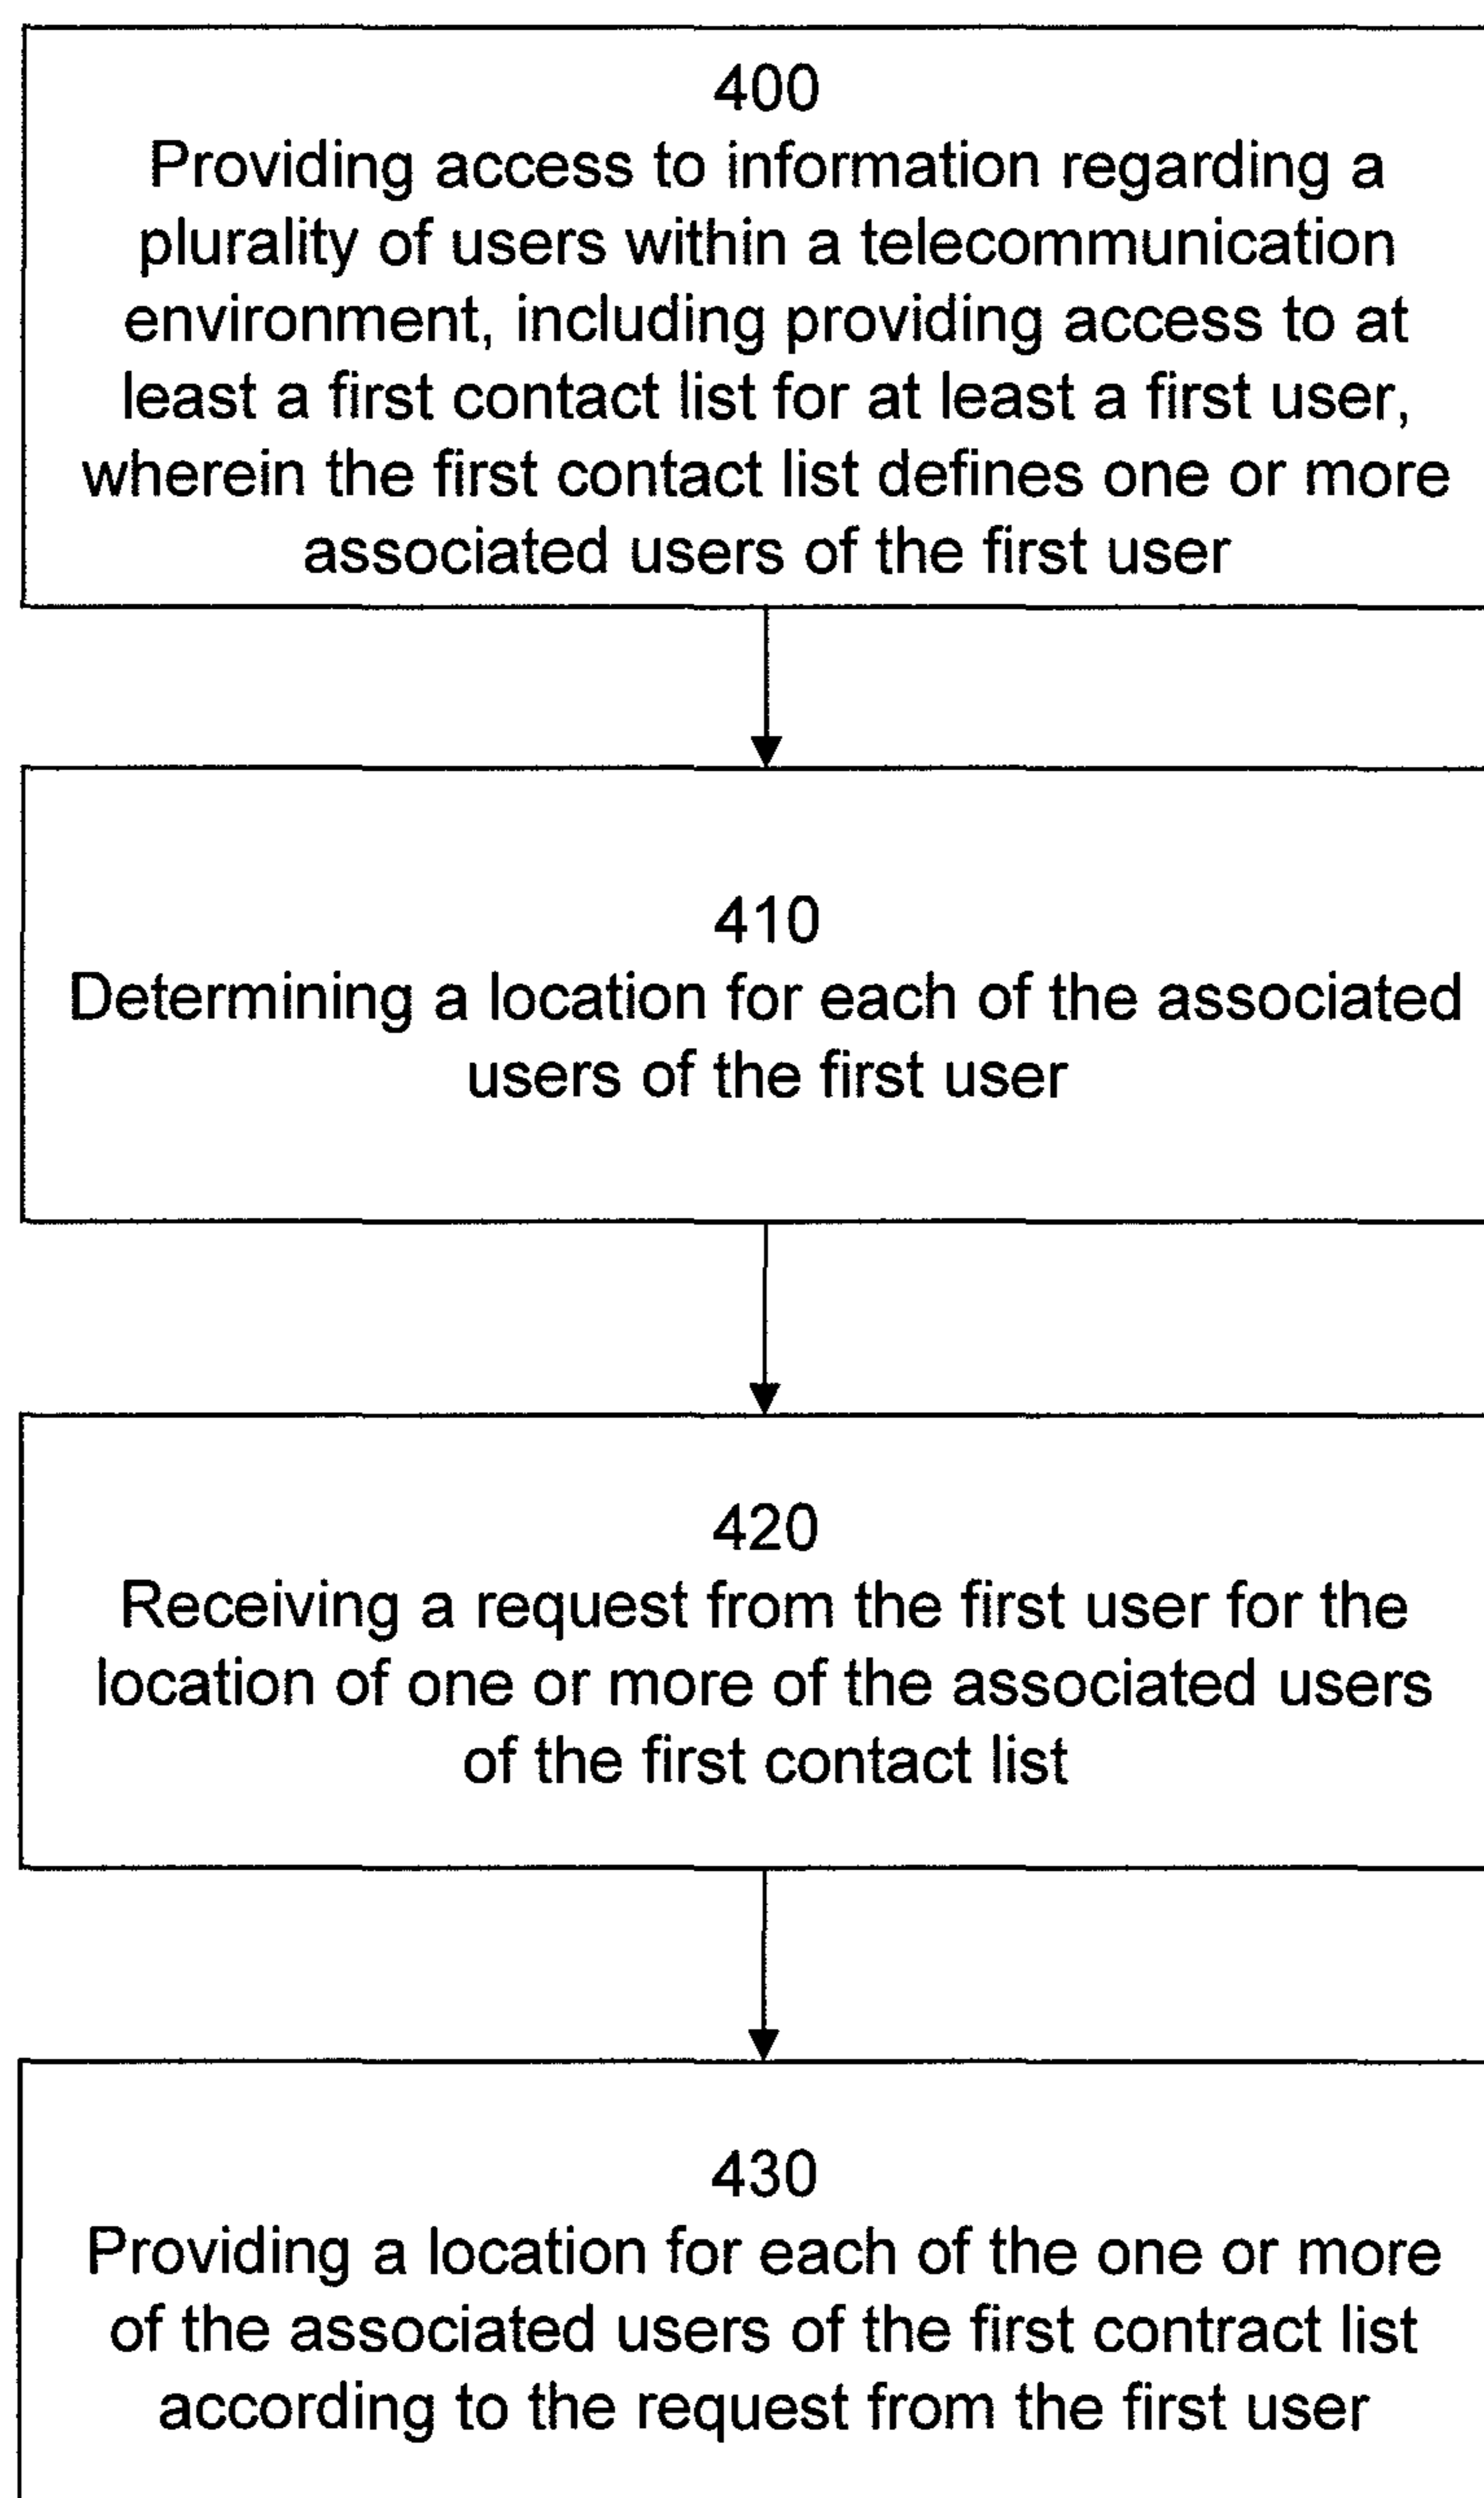 400
Providing access to information regarding a
plurality of users within a telecommunication
environment, including providing access to at
least a first contact list for at least a first user,
wherein the first contact list defines one or more
associated users of the first user
410
Determining a location for each of the associated
users of the first user
420
Receiving a request from the first user for the
location of one or more of the associated users
of the first contact list
430
Providing a location for each of the one or more
of the associated users of the first contract list
according to the request from the first user